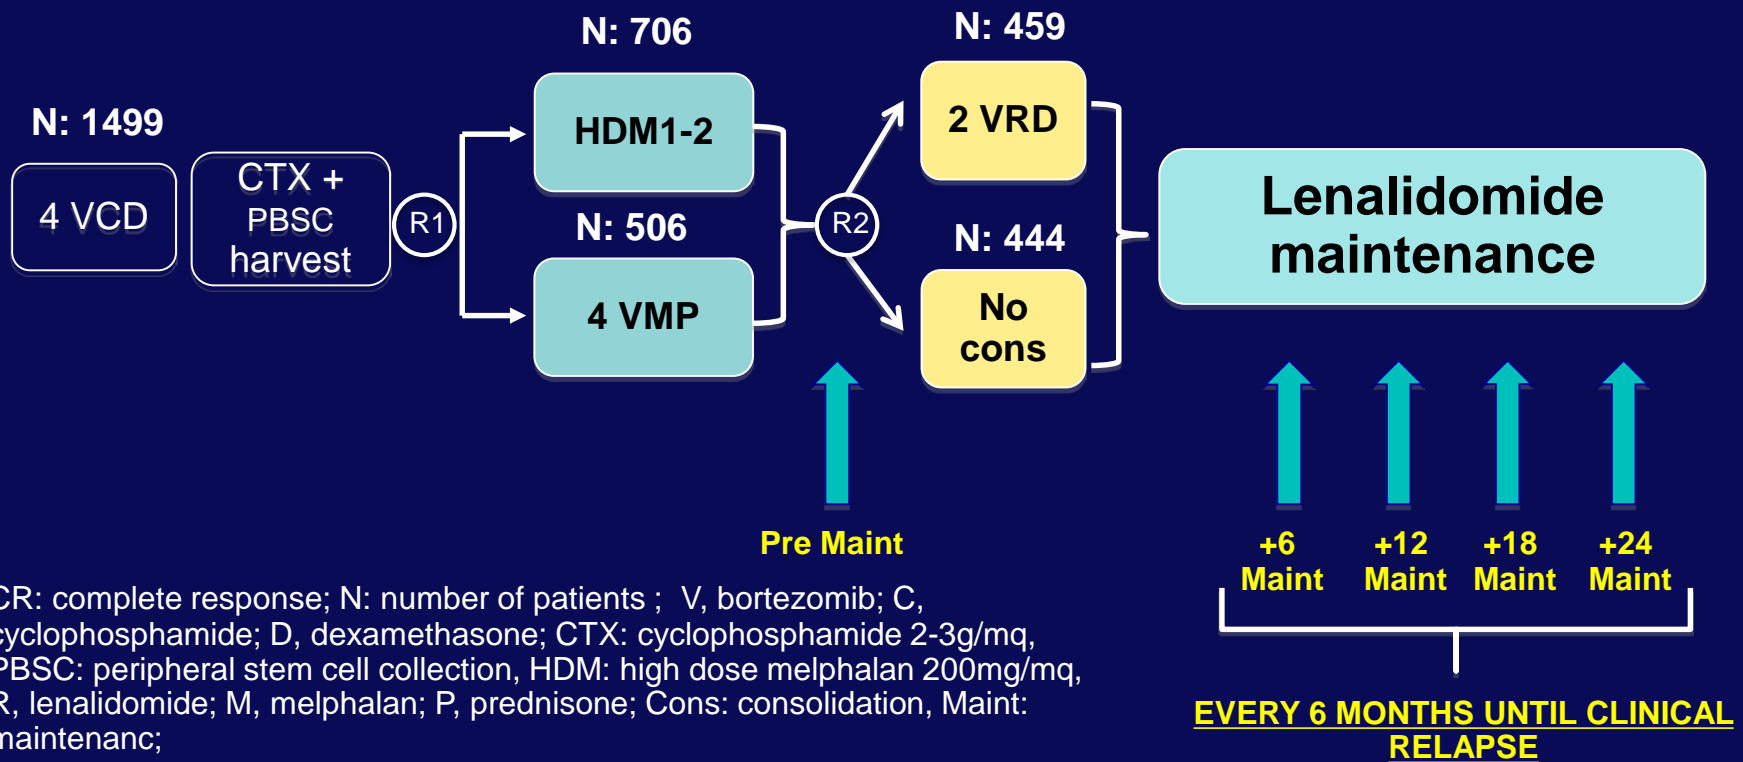 N: 1499
4 VCD
CTX +
PBSC
harvest
R1
N: 706
HDM1-2
N: 506
4 VMP
R2
N: 459
2 VRD
N: 444
No
cons
Lenalidomide
maintenance
Pre Maint
+6
Maint
+12
Maint
+18
Maint
+24
Maint
EVERY 6 MONTHS UNTIL CLINICAL
RELAPSE
CR: complete response; N: number of patients ; V, bortezomib; C,
cyclophosphamide; D, dexamethasone; CTX: cyclophosphamide 2-3g/mq,
PBSC: peripheral stem cell collection, HDM: high dose melphalan 200mg/mq,
R, lenalidomide; M, melphalan; P, prednisone; Cons: consolidation, Maint:
maintenanc;